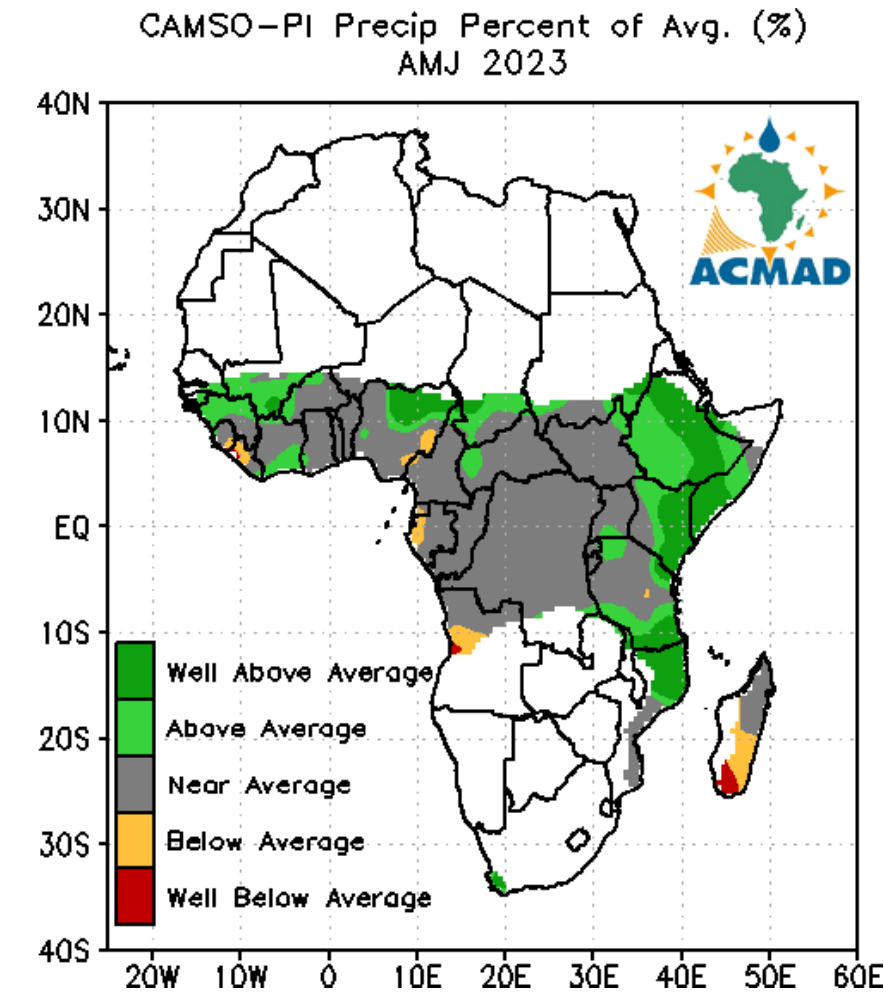 CAMSO-PI Precip Percent of Avg. (%)
AMJ 2023
40N
30N
20N
10N
EQ
10S
20S
30S
40S
20W 10W 0 10E 20E 30E 40E 50E 60E
ACMAD
Well Above Average
Above Average
Near Average
Below Average
Well Below Average